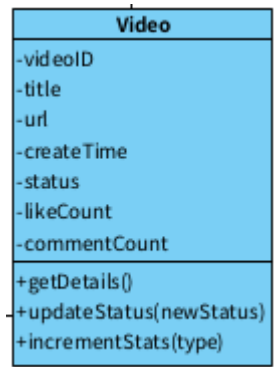 Video
-videoID
-title
-url
-createTime
-status
-likeCount
-commentCount
+getDetails()
+updateStatus(newStatus)
+incrementStats(type)